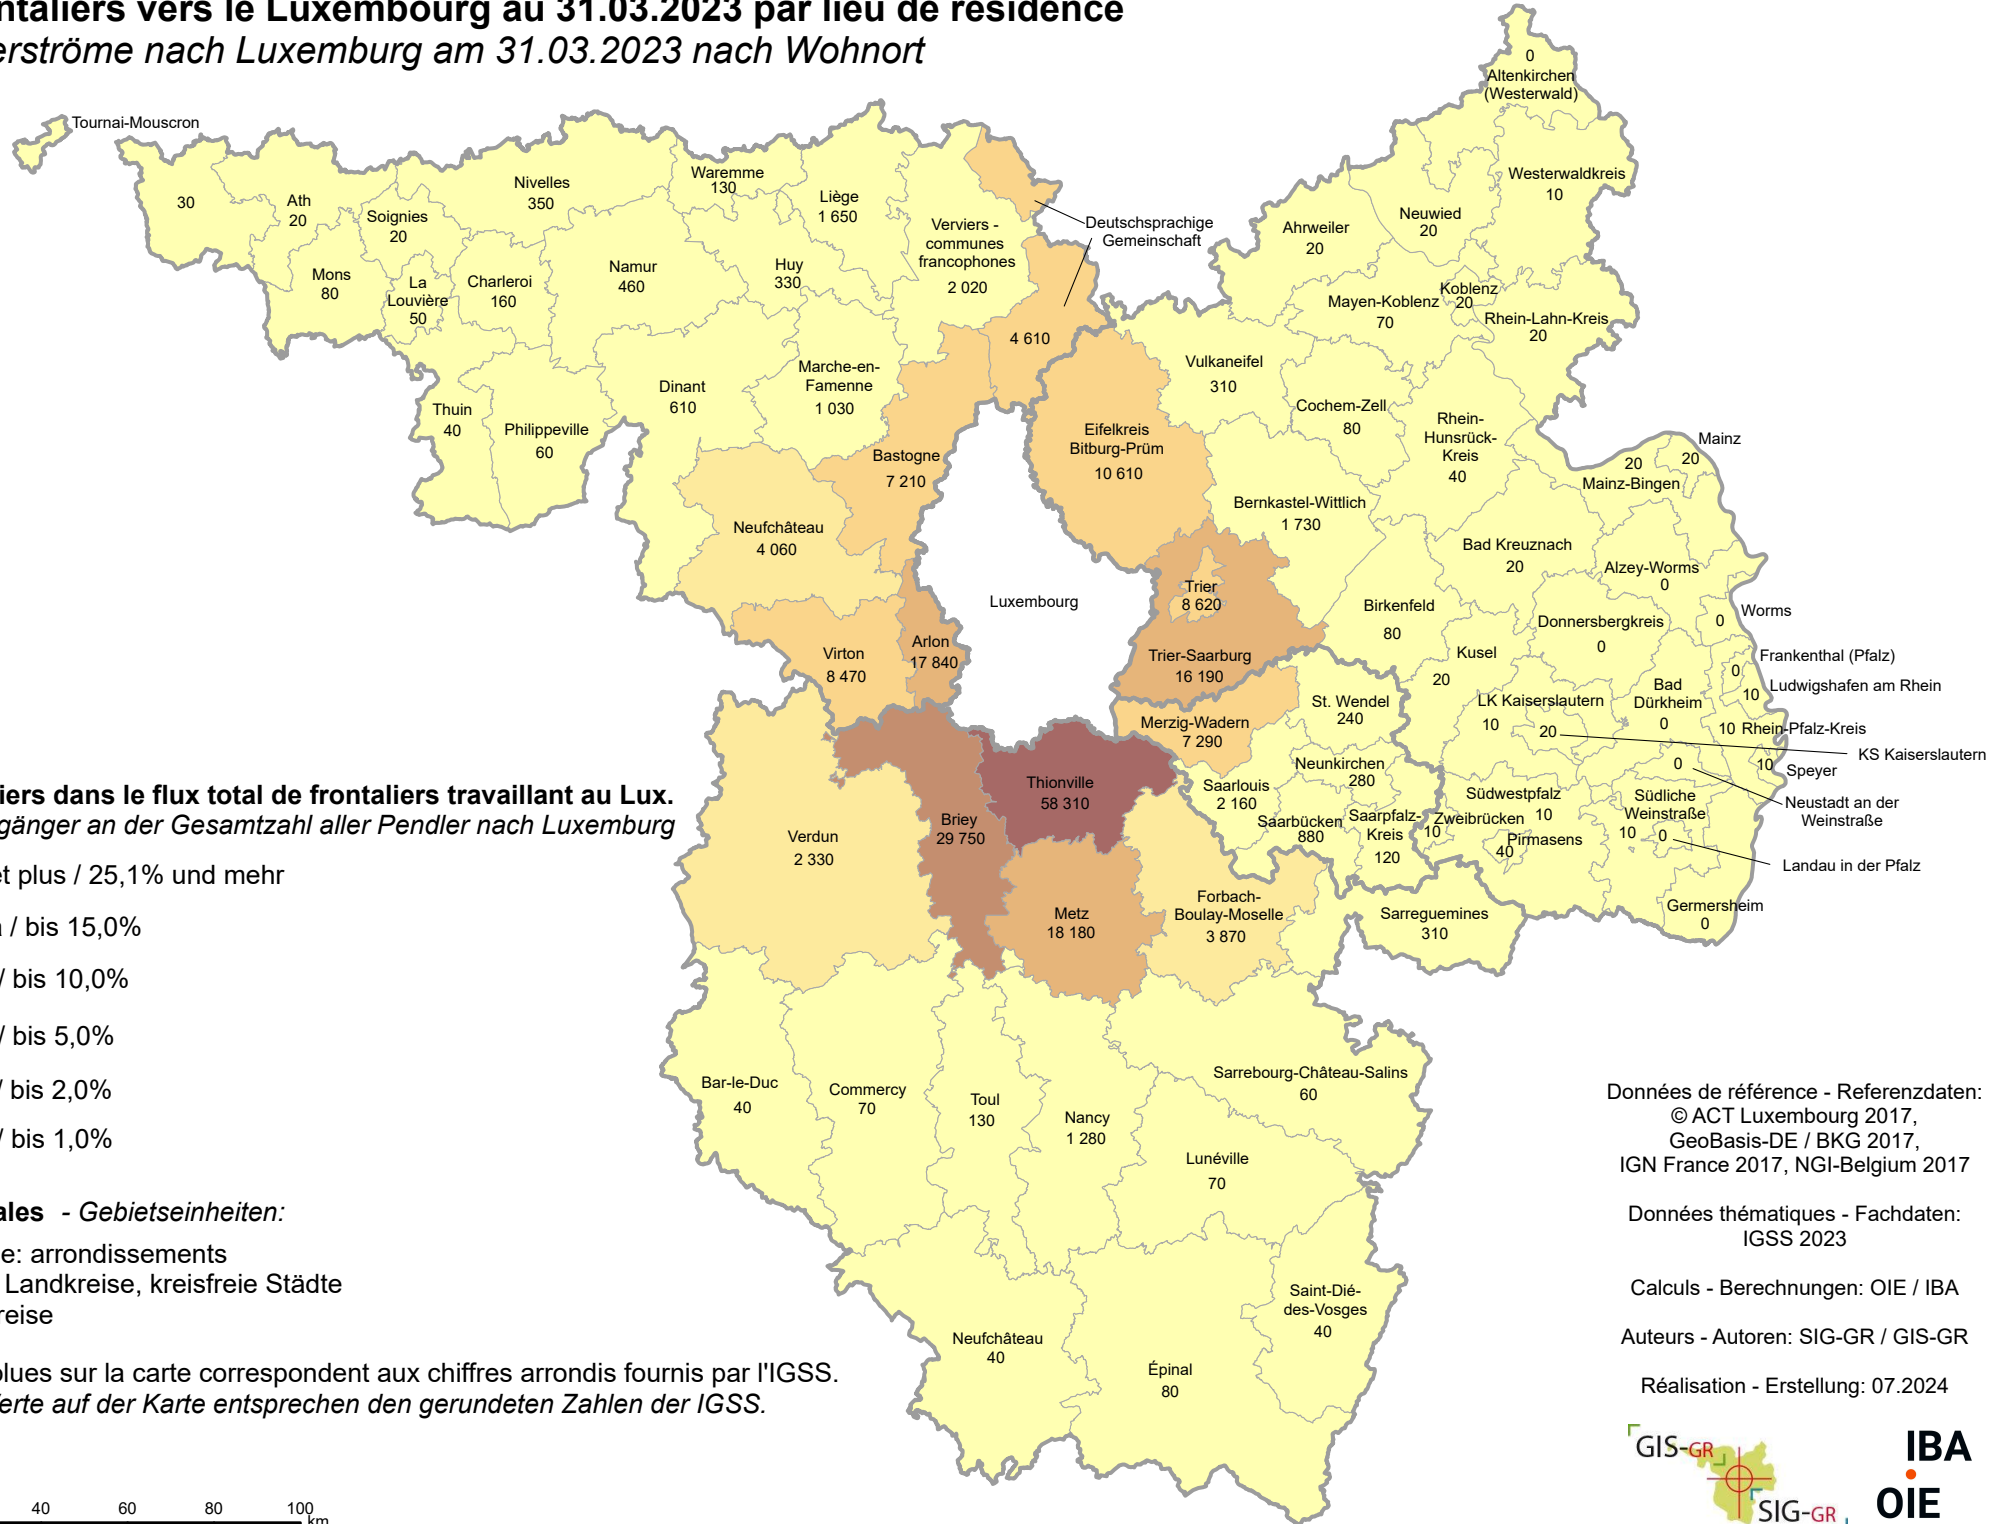 ntaliers vers le Luxembourg au 31.03.2023 par lieu de résidence
erströme nach Luxemburg am 31.03.2023 nach Wohnort
Tournai-Mouscron
30
Ath
20
Soignies
20
Nivelles
350
Waremme
130
Liège
1 650
Verviers -
communes
francophones
2 020
Deutschsprachige
Gemeinschaft
4 610
Mons
80
La
Louvière
50
Charleroi
160
Namur
460
Huy
330
Thuin
40
Philippeville
60
Dinant
610
Marche-en-
Famenne
1 030
Bastogne
7 210
Neufchâteau
4 060
Virton
8 470
Arlon
17 840
Luxembourg
0
Altenkirchen
(Westerwald)
Westerwaldkreis
10
Neuwied
20
Ahrweiler
20
Mayen-Koblenz
70
Koblenz
20
Rhein-Lahn-Kreis
20
Vulkaneifel
310
Cochem-Zell
80
Rhein-
Hunsrück-
Kreis
40
Eifelkreis
Bitburg-Prüm
10 610
Bernkastel-Wittlich
1 730
Mainz
20
20
Mainz-Bingen
Bad Kreuznach
20
Alzey-Worms
0
Worms
0
Trier
8 620
Trier-Saarburg
16 190
Birkenfeld
80
Donnersbergkreis
0
Kusel
20
Frankenthal (Pfalz)
0
Ludwigshafen am Rhein
10
Bad
Dürkheim
0
LK Kaiserslautern
10
20
KS Kaiserslautern
10 Rhein-Pfalz-Kreis
10
Speyer
0
Neustadt an der
Weinstraße
Südwestpfalz
10
Zweibrücken
10
Pirmasens
40
Südliche
Weinstraße
10
0
Landau in der Pfalz
Germersheim
0
Merzig-Wadern
7 290
St. Wendel
240
Neunkirchen
280
Saarlouis
2 160
Saarbücken
880
Saarpfalz-
Kreis
120
Thionville
58 310
Briey
29 750
Verdun
2 330
Metz
18 180
Forbach-
Boulay-Moselle
3 870
Sarreguemines
310
Bar-le-Duc
40
Commercy
70
Toul
130
Nancy
1 280
Sarrebourg-Château-Salins
60
Lunéville
70
Neufchâteau
40
Épinal
80
Saint-Dié-
des-Vosges
40
iers dans le flux total de frontaliers travaillant au Lux.
gänger an der Gesamtzahl aller Pendler nach Luxemburg
et plus / 25,1% und mehr
/ bis 15,0%
/ bis 10,0%
/ bis 5,0%
/ bis 2,0%
/ bis 1,0%
ales - Gebietseinheiten:
e: arrondissements
Landkreise, kreisfreie Städte
reise
olues sur la carte correspondent aux chiffres arrondis fournis par l'IGSS.
erte auf der Karte entsprechen den gerundeten Zahlen der IGSS.
40 60 80 100
km
Données de référence - Referenzdaten:
© ACT Luxembourg 2017,
GeoBasis-DE / BKG 2017,
IGN France 2017, NGI-Belgium 2017
Données thématiques - Fachdaten:
IGSS 2023
Calculs - Berechnungen: OIE / IBA
Auteurs - Autoren: SIG-GR / GIS-GR
Réalisation - Erstellung: 07.2024
GIS-GR
SIG-GR
IBA
OIE